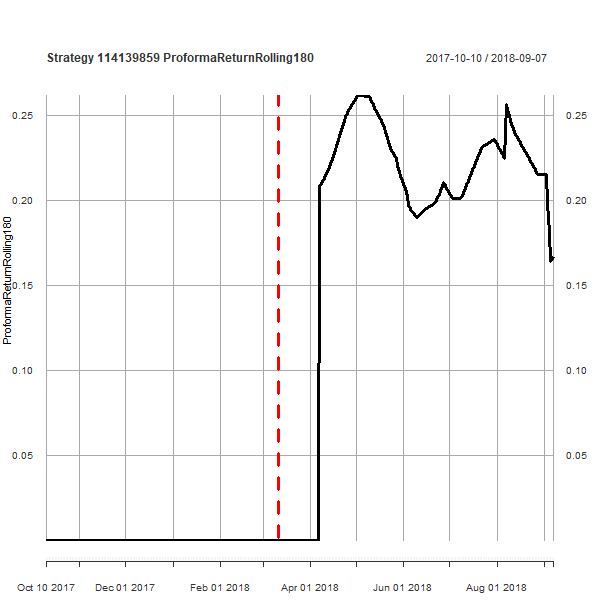 Strategy 114139859 ProformaReturnRolling180
2017-10-10 / 2018-09-07
ProformaReturnRolling180
0.25
0.20
0.15
0.10
0.05
0.25
0.20
0.15
0.10
0.05
Oct 10 2017
Dec 01 2017
Feb 01 2018
Apr 01 2018
Jun 01 2018
Aug 01 2018